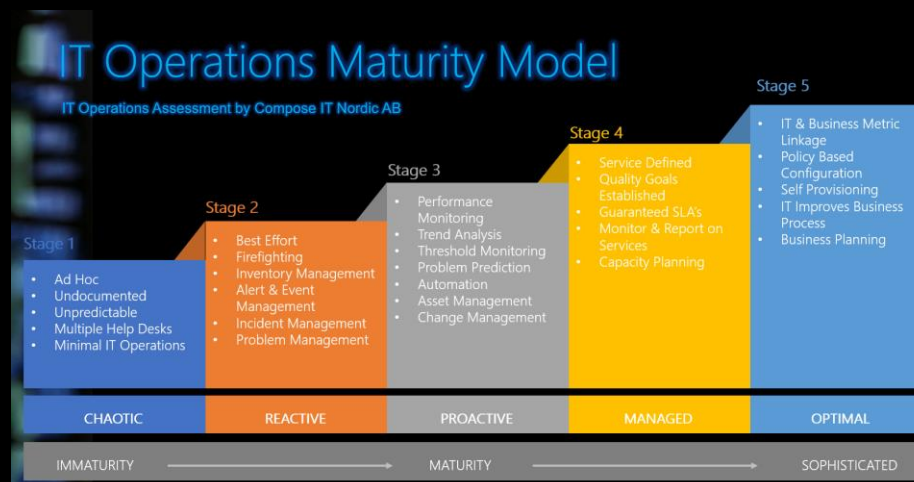 IT Operations Maturity Model
IT Operations Assessment by Compose IT Nordic AB
Stage 1
• Ad Hoc
• Undocumented
• Unpredictable
• Multiple Help Desks
• Minimal IT Operations
Stage 2
• Best Effort
• Firefighting
• Inventory Management
• Alert & Event
Management
• Incident Management
• Problem Management
Stage 3
• Performance
Monitoring
• Trend Analysis
• Threshold Monitoring
• Problem Prediction
• Automation
• Asset Management
• Change Management
Stage 4
• Service Defined
• Quality Goals
Established
• Guaranteed SLA's
• Monitor & Report on
Services
• Capacity Planning
Stage 5
• IT & Business Metric
Linkage
• Policy Based
Configuration
• Self Provisioning
• IT Improves Business
Process
• Business Planning
CHAOTIC
REACTIVE
PROACTIVE
MANAGED
OPTIMAL
IMMATURITY
MATURITY
SOPHISTICATED